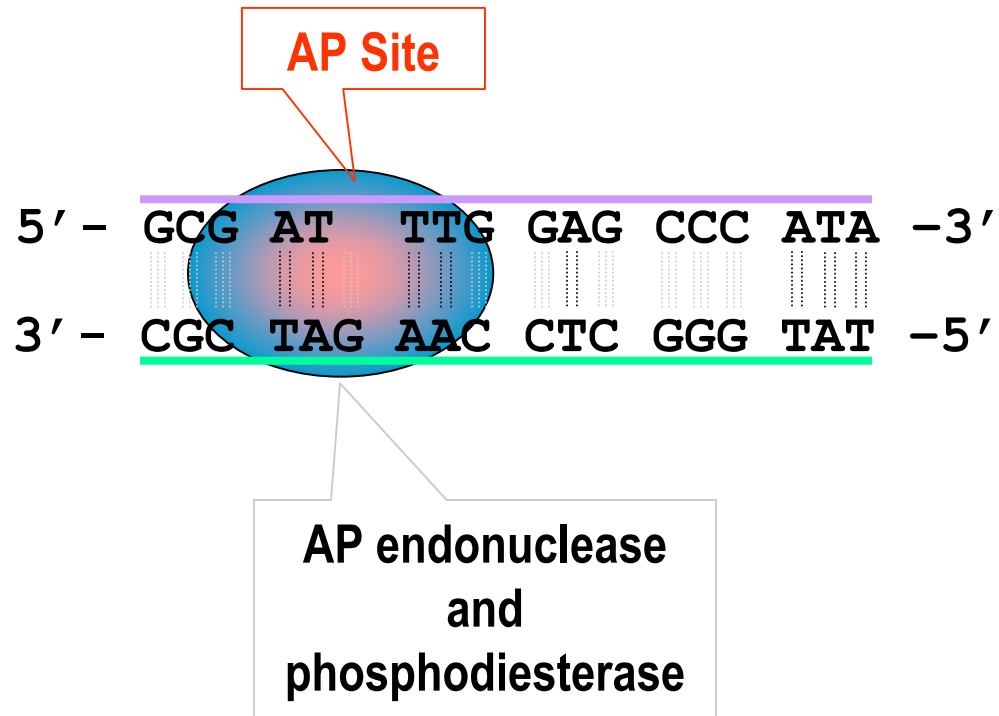 AP Site
5′- GCG AT TTG GAG CCC ATA -3′
3′- CGC TAG AAC CTC GGG TAT -5′
AP endonuclease
and
phosphodiesterase